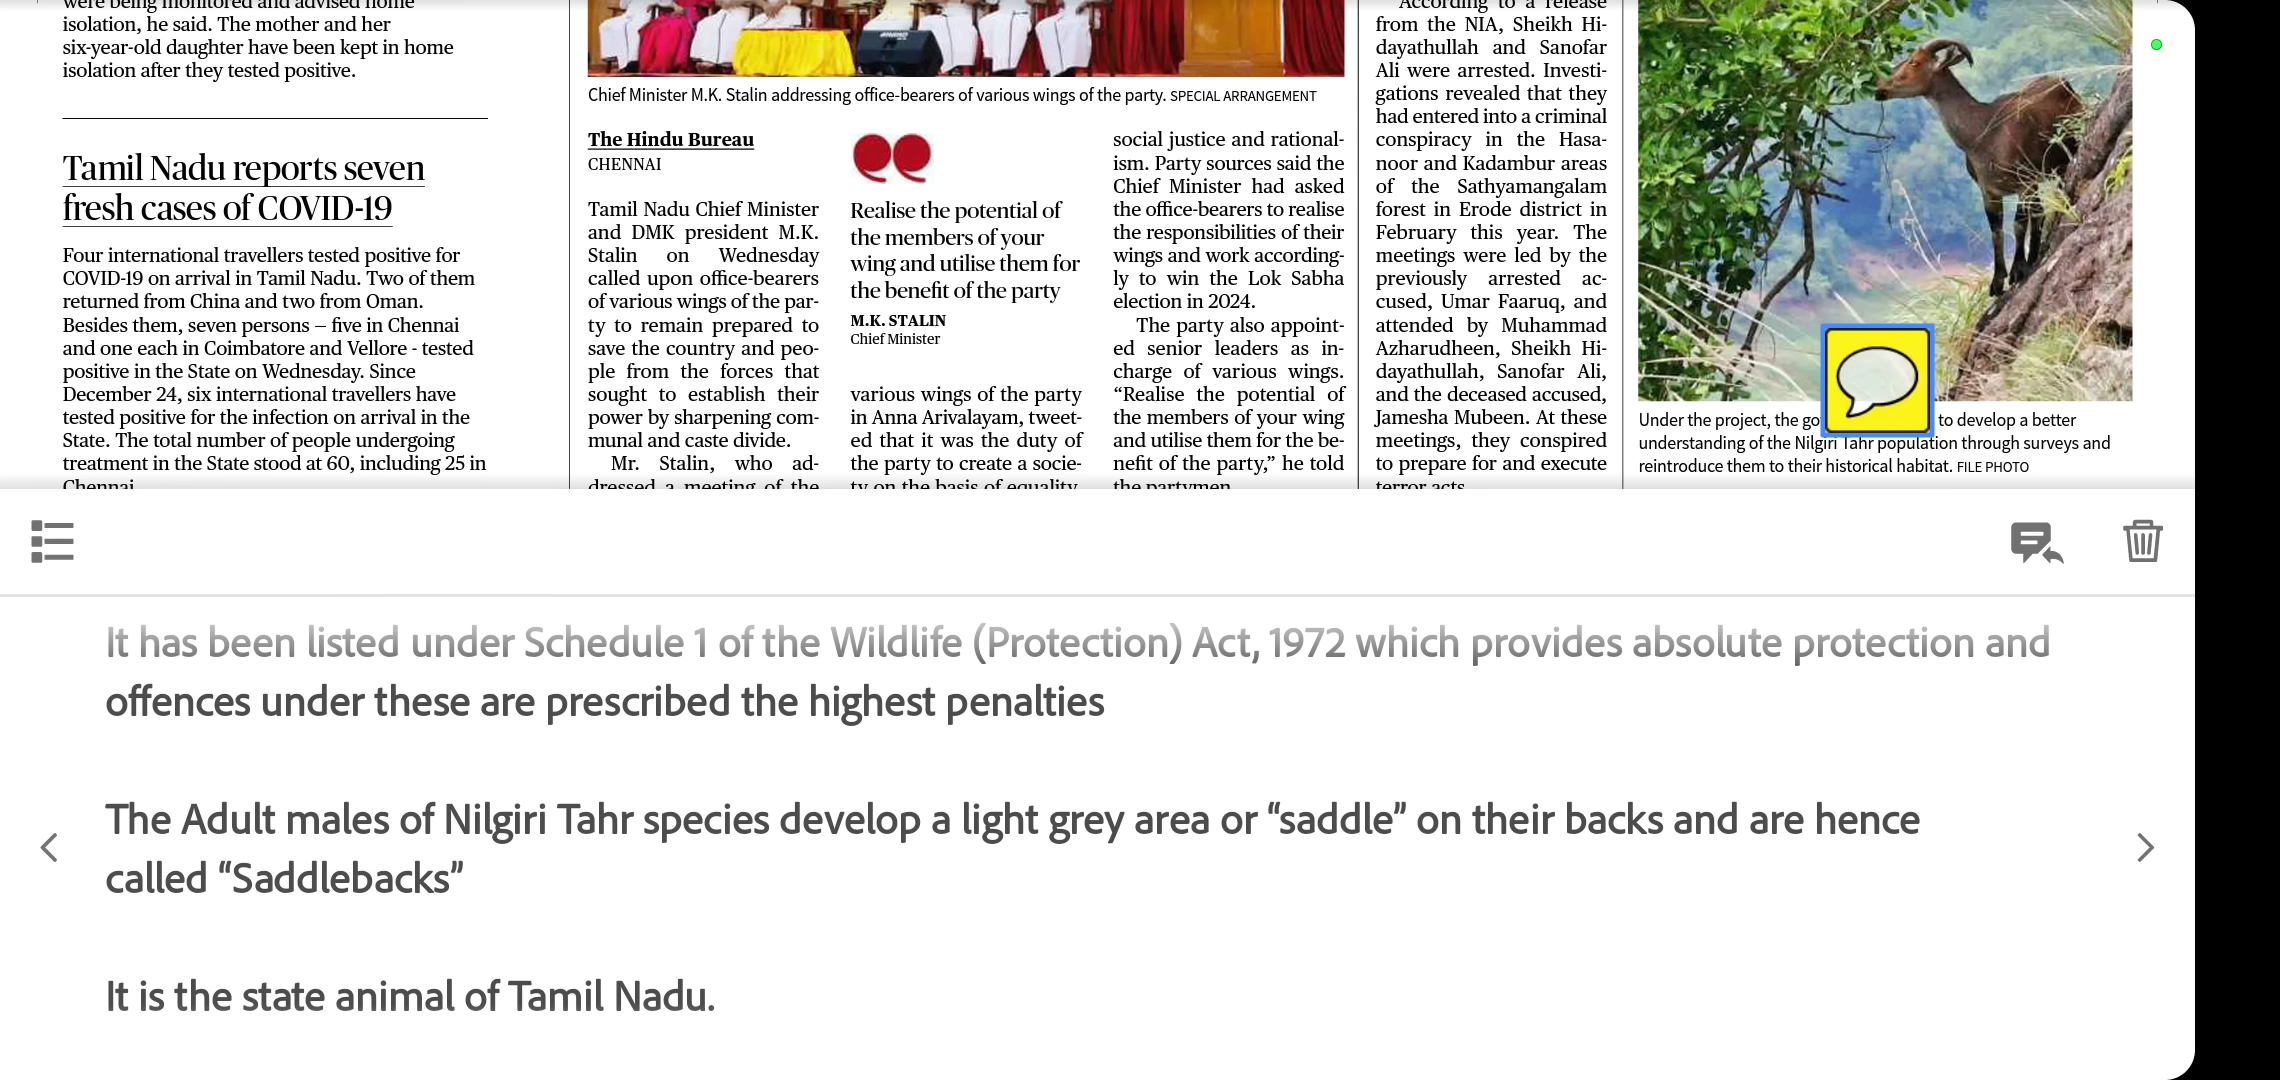 were being monitored and advised home
isolation, he said. The mother and her
six-year-old daughter have been kept in home
isolation after they tested positive.
Tamil Nadu reports seven
fresh cases of COVID-19
Four international travellers tested positive for
COVID-19 on arrival in Tamil Nadu. Two of them
returned from China and two from Oman.
Besides them, seven persons — five in Chennai
and one each in Coimbatore and Vellore - tested
positive in the State on Wednesday. Since
December 24, six international travellers have
tested positive for the infection on arrival in the
State. The total number of people undergoing
treatment in the State stood at 60, including 25 in
Chennai
Chief Minister M.K. Stalin addressing office-bearers of various wings of the party. SPECIAL ARRANGEMENT
The Hindu Bureau
CHENNAI
Tamil Nadu Chief Minister
and DMK president M.K.
Stalin on Wednesday
called upon office-bearers
of various wings of the par-
ty to remain prepared to
save the country and peo-
ple from the forces that
sought to establish their
power by sharpening com-
munal and caste divide.
Mr. Stalin, who ad-
dressed a meeting of the
Realise the potential of
the members of your
wing and utilise them for
the benefit of the party
M.K. STALIN
Chief Minister
various wings of the party
in Anna Arivalayam, tweet-
ed that it was the duty of
the party to create a socie-
ty on the basis of equality,
social justice and rational-
ism. Party sources said the
Chief Minister had asked
the office-bearers to realise
the responsibilities of their
wings and work according-
ly to win the Lok Sabha
election in 2024.
The party also appoint-
ed senior leaders as in-
charge of various wings.
“Realise the potential of
the members of your wing
and utilise them for the be-
nefit of the party,” he told
the partymen.
According to a release
from the NIA, Sheikh Hi-
dayathullah and Sanofar
Ali were arrested. Investi-
gations revealed that they
had entered into a criminal
conspiracy in the Hasa-
noor and Kadambur areas
of the Sathyamangalam
forest in Erode district in
February this year. The
meetings were led by the
previously arrested ac-
cused, Umar Faaruq, and
attended by Muhammad
Azharudheen, Sheikh Hi-
dayathullah, Sanofar Ali,
and the deceased accused,
Jamesha Mubeen. At these
meetings, they conspired
to prepare for and execute
terror acts.
Under the project, the go to develop a better
understanding of the Nilgiri Tahr population through surveys and
reintroduce them to their historical habitat. FILE PHOTO
It has been listed under Schedule 1 of the Wildlife (Protection) Act, 1972 which provides absolute protection and
offences under these are prescribed the highest penalties
The Adult males of Nilgiri Tahr species develop a light grey area or “saddle” on their backs and are hence
called “Saddlebacks”
It is the state animal of Tamil Nadu.